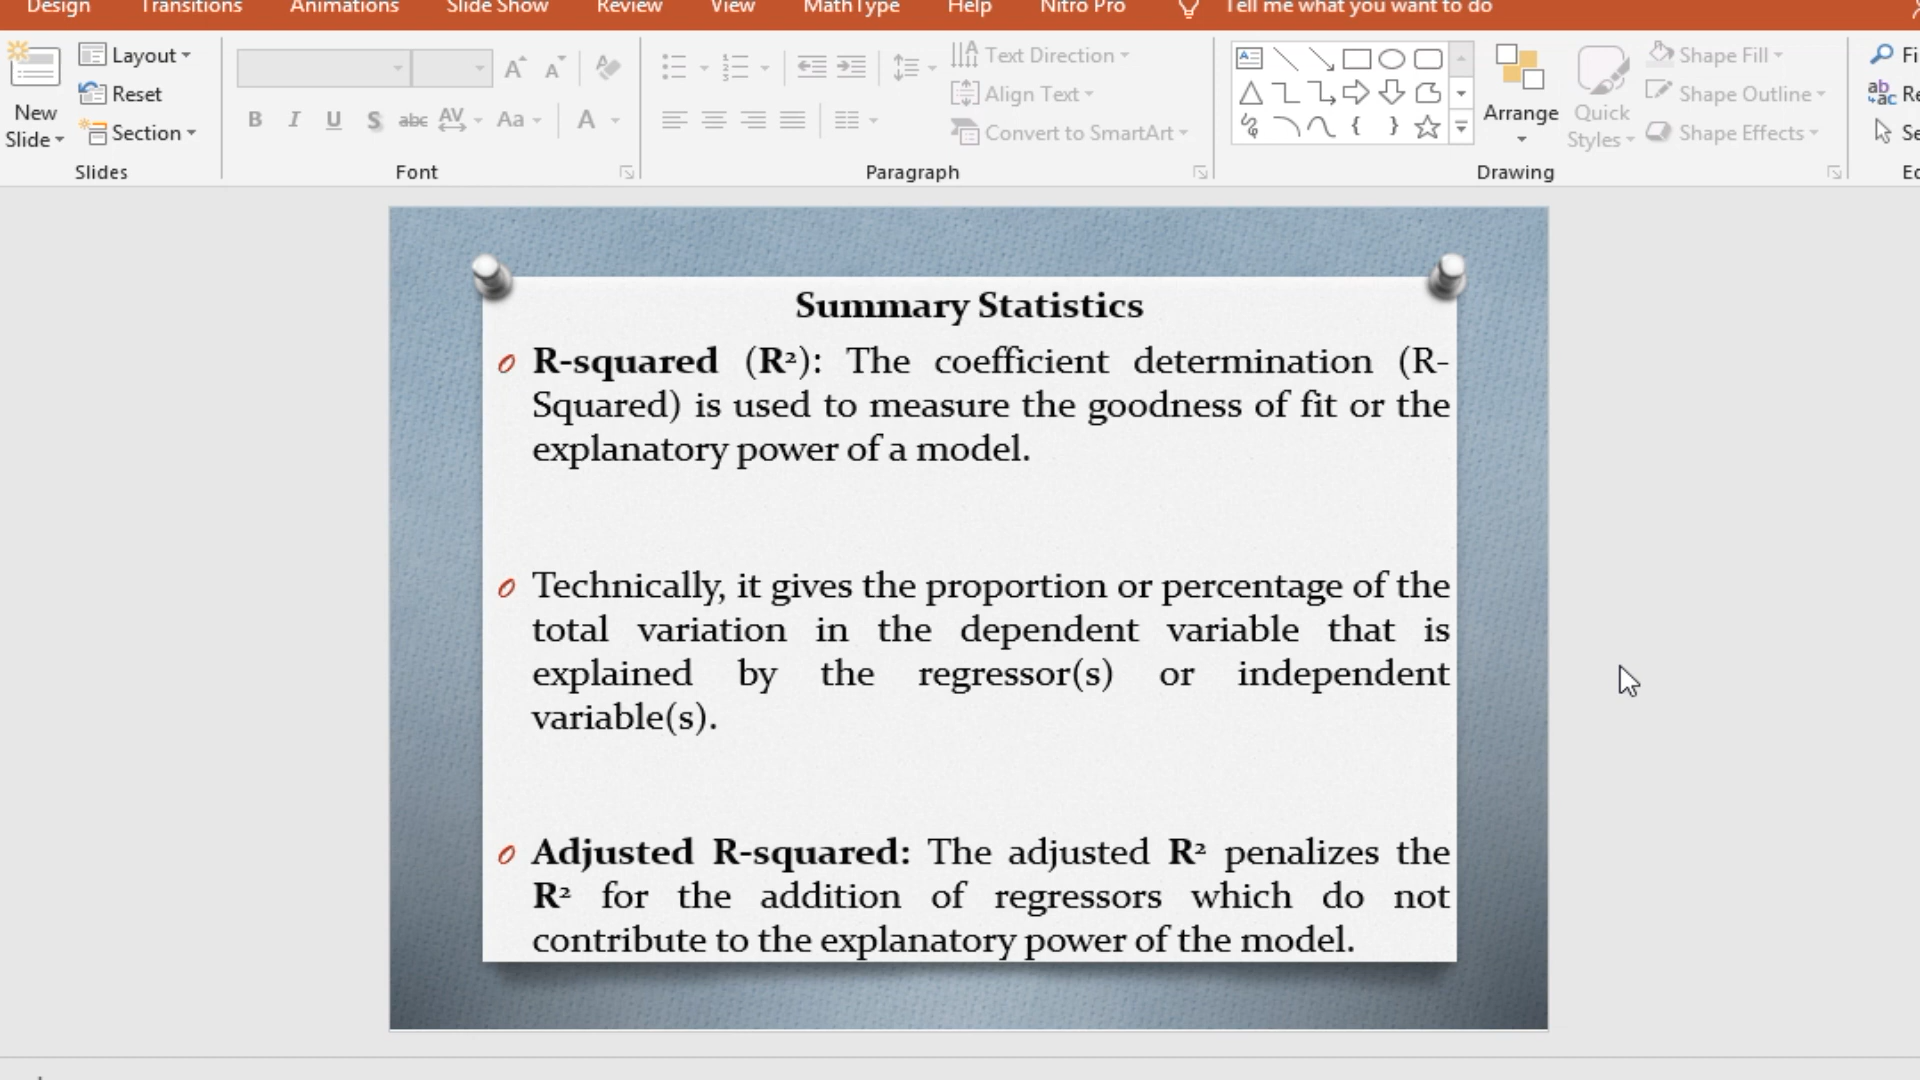 Design Transitions Animations Slide Show Review View MathType Help Nitro Pro Tell me what you want to do
New Slide
Layout
Reset
Section
Slides
B I U S abc AV Aa A
Font
Text Direction
Align Text
Convert to SmartArt
Paragraph
Arrange
Quick Styles
Shape Fill
Shape Outline
Shape Effects
Drawing
Summary Statistics
R-squared (R²): The coefficient determination (R-
Squared) is used to measure the goodness of fit or the
explanatory power of a model.
Technically, it gives the proportion or percentage of the
total variation in the dependent variable that is
explained by the regressor(s) or independent
variable(s).
Adjusted R-squared: The adjusted R² penalizes the
R² for the addition of regressors which do not
contribute to the explanatory power of the model.